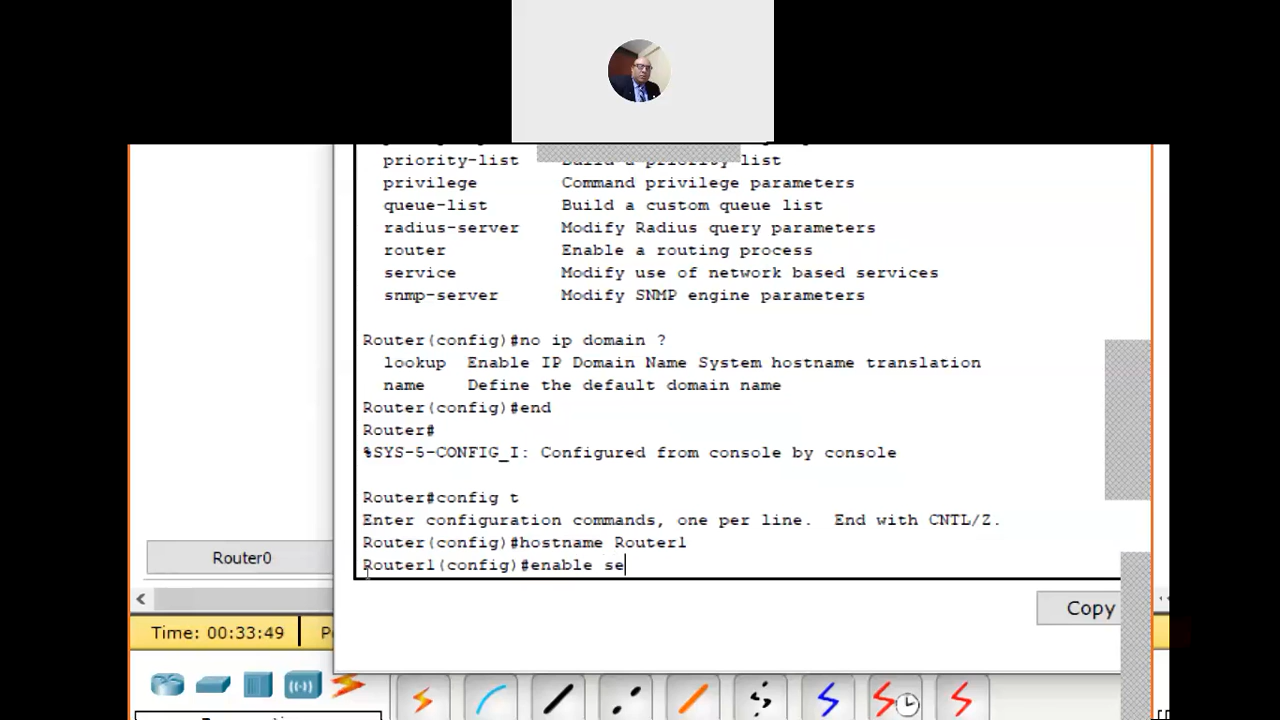 priority-list Build a priority list
privilege Command privilege parameters
queue-list Build a custom queue list
radius-server Modify Radius query parameters
router Enable a routing process
service Modify use of network based services
snmp-server Modify SNMP engine parameters
Router(config)#no ip domain ?
lookup Enable IP Domain Name System hostname translation
name Define the default domain name
Router(config)#end
Router#
%SYS-5-CONFIG_I: Configured from console by console
Router#config t
Enter configuration commands, one per line. End with CNTL/Z.
Router(config)#hostname Router1
Router1(config)#enable se
Router0
Copy
Time: 00:33:49